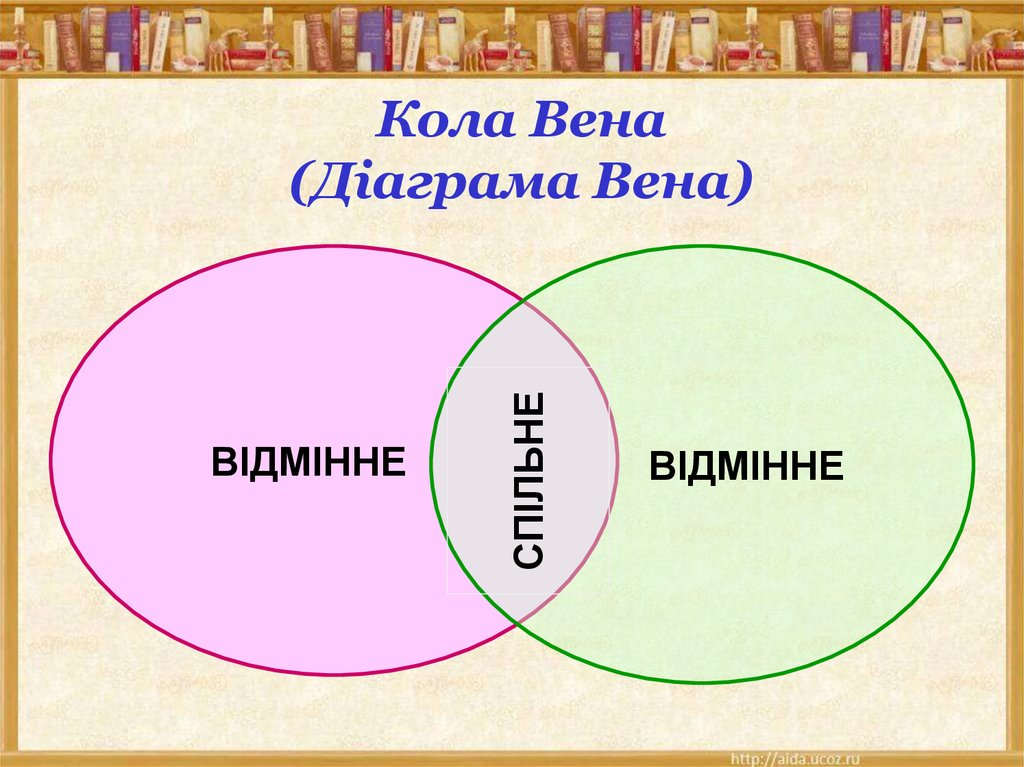 Кола Вена
(Діаграма Вена)
ВІДМІННЕ
СПІЛЬНЕ
ВІДМІННЕ
http://aida.ucoz.ru